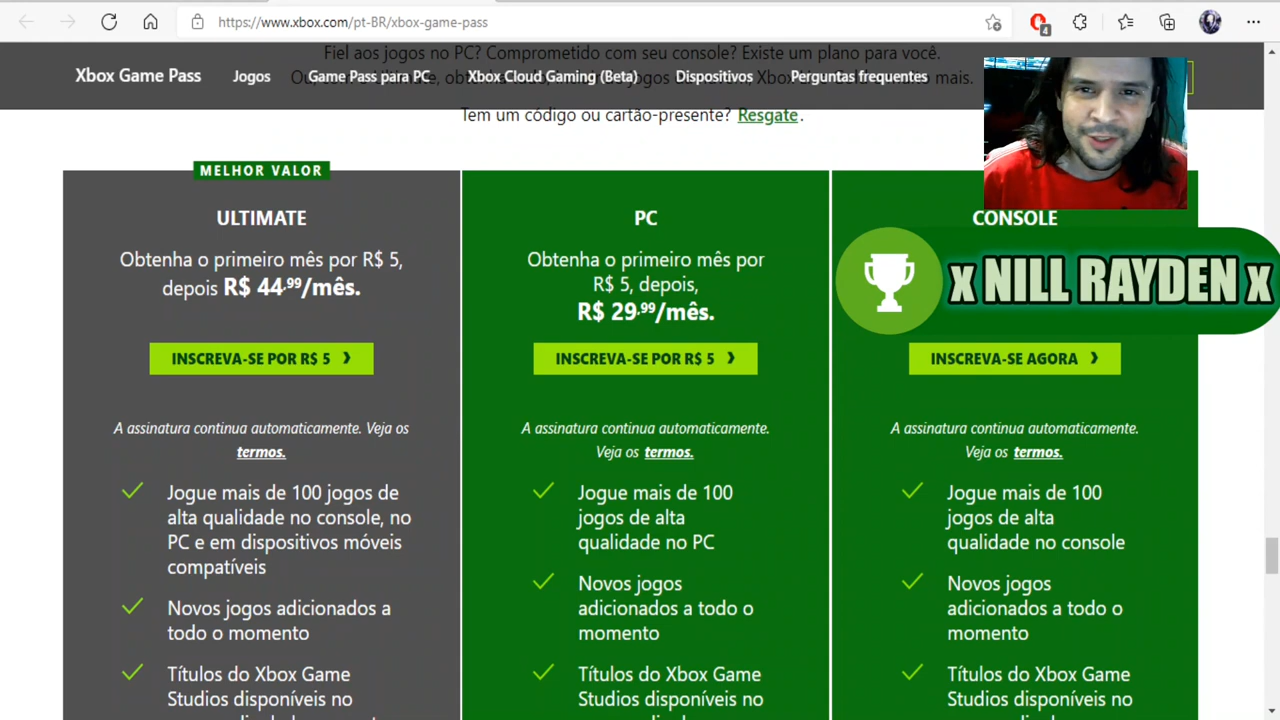 https://www.xbox.com/pt-BR/xbox-game-pass
4
Fiel aos jogos no PC? Comprometido com seu console? Existe um plano para você.
Xbox Game Pass
Jogos
Game Pass para PC
Xbox Cloud Gaming (Beta)
Dispositivos
Perguntas frequentes
Tem um código ou cartão-presente? Resgate.
MELHOR VALOR
ULTIMATE
Obtenha o primeiro mês por R$ 5,
depois R$ 44,99/mês.
INSCREVA-SE POR R$ 5
A assinatura continua automaticamente. Veja os
termos.
Jogue mais de 100 jogos de
alta qualidade no console, no
PC e em dispositivos móveis
compatíveis
Novos jogos adicionados a
todo o momento
Títulos do Xbox Game
Studios disponíveis no
PC
Obtenha o primeiro mês por
R$ 5, depois,
R$ 29,99/mês.
INSCREVA-SE POR R$ 5
A assinatura continua automaticamente.
Veja os termos.
Jogue mais de 100
jogos de alta
qualidade no PC
Novos jogos
adicionados a todo o
momento
Títulos do Xbox Game
Studios disponíveis no
CONSOLE
x NILL RAYDEN x
INSCREVA-SE AGORA
A assinatura continua automaticamente.
Veja os termos.
Jogue mais de 100
jogos de alta
qualidade no console
Novos jogos
adicionados a todo o
momento
Títulos do Xbox Game
Studios disponíveis no